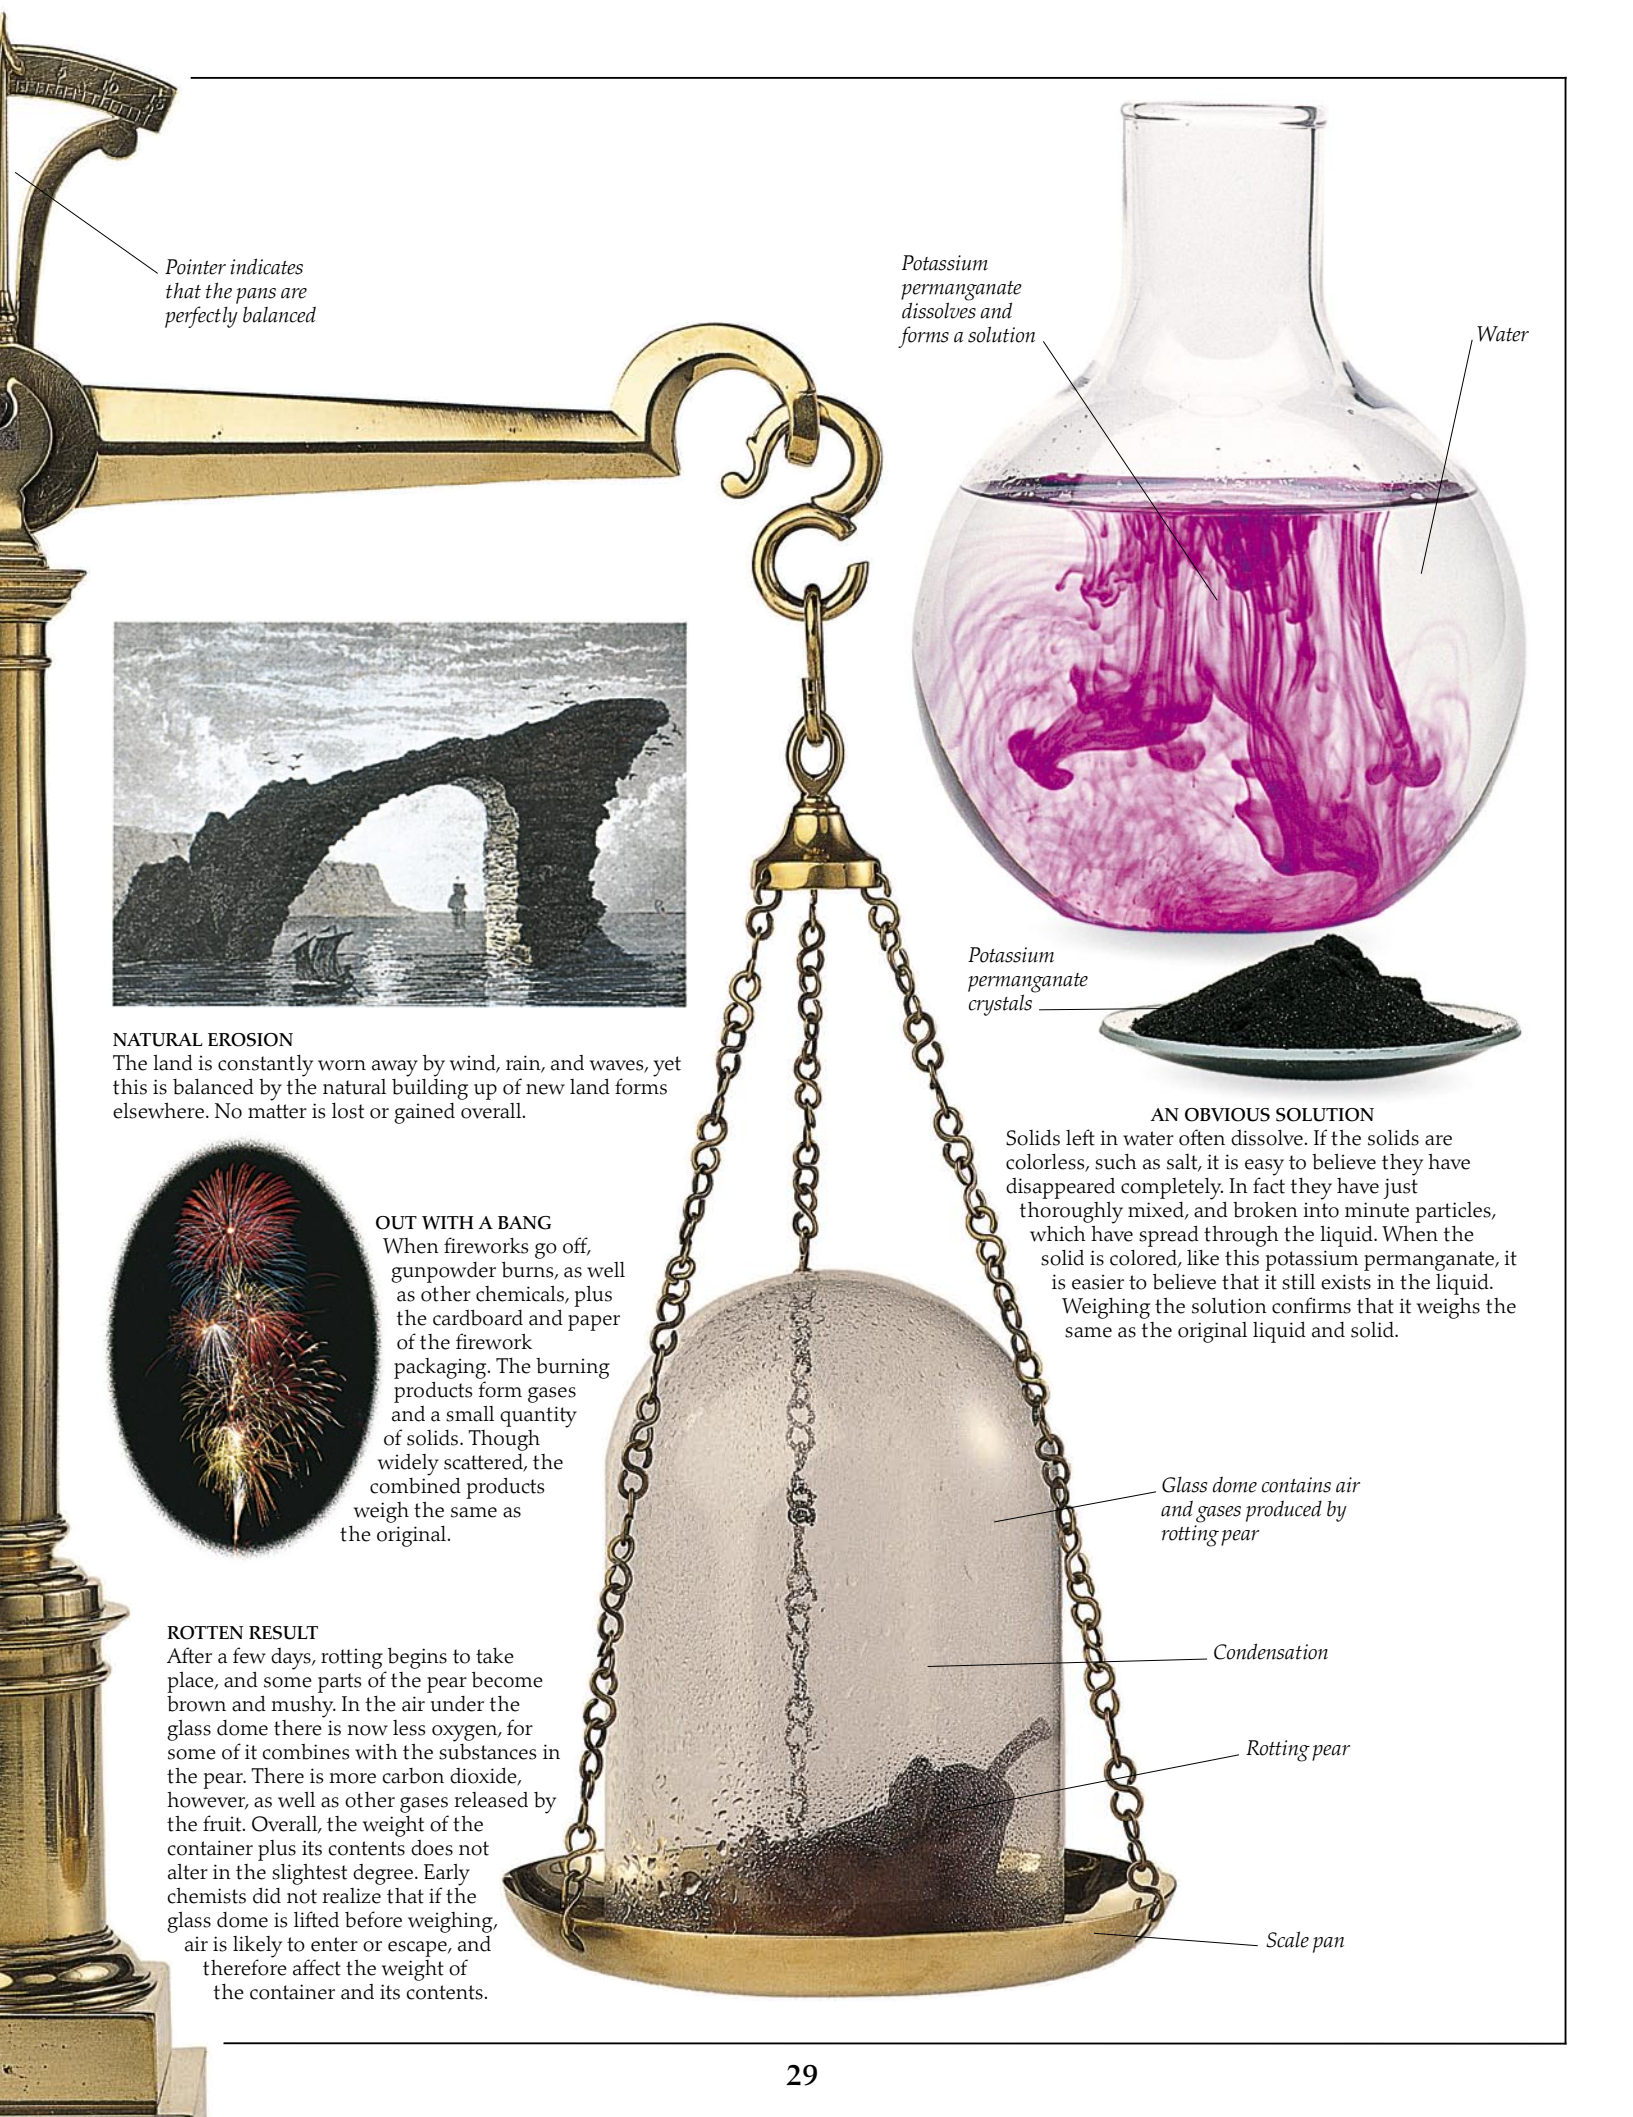 5 10 15
Pointer indicates
that the pans are
perfectly balanced
Potassium
permanganate
dissolves and
forms a solution
Water
Potassium
permanganate
crystals
NATURAL EROSION
The land is constantly worn away by wind, rain, and waves, yet
this is balanced by the natural building up of new land forms
elsewhere. No matter is lost or gained overall.
AN OBVIOUS SOLUTION
Solids left in water often dissolve. If the solids are
colorless, such as salt, it is easy to believe they have
disappeared completely. In fact they have just
thoroughly mixed, and broken into minute particles,
which have spread through the liquid. When the
solid is colored, like this potassium permanganate, it
is easier to believe that it still exists in the liquid.
Weighing the solution confirms that it weighs the
same as the original liquid and solid.
OUT WITH A BANG
When fireworks go off,
gunpowder burns, as well
as other chemicals, plus
the cardboard and paper
of the firework
packaging. The burning
products form gases
and a small quantity
of solids. Though
widely scattered, the
combined products
weigh the same as
the original.
Glass dome contains air
and gases produced by
rotting pear
Condensation
Rotting pear
Scale pan
ROTTEN RESULT
After a few days, rotting begins to take
place, and some parts of the pear become
brown and mushy. In the air under the
glass dome there is now less oxygen, for
some of it combines with the substances in
the pear. There is more carbon dioxide,
however, as well as other gases released by
the fruit. Overall, the weight of the
container plus its contents does not
alter in the slightest degree. Early
chemists did not realize that if the
glass dome is lifted before weighing,
air is likely to enter or escape, and
therefore affect the weight of
the container and its contents.
29